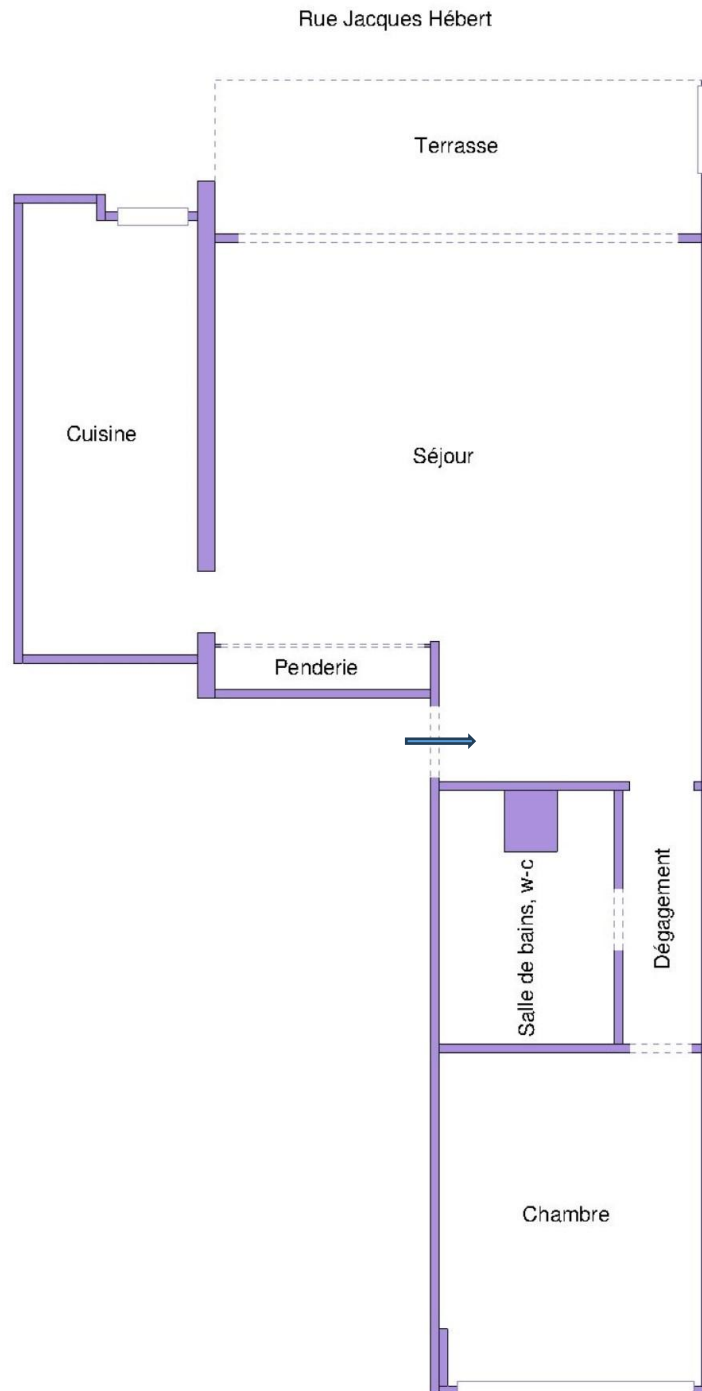 Rue Jacques Hébert
Terrasse
Cuisine
Séjour
Penderie
Salle de bains, w-c
Dégagement
Chambre